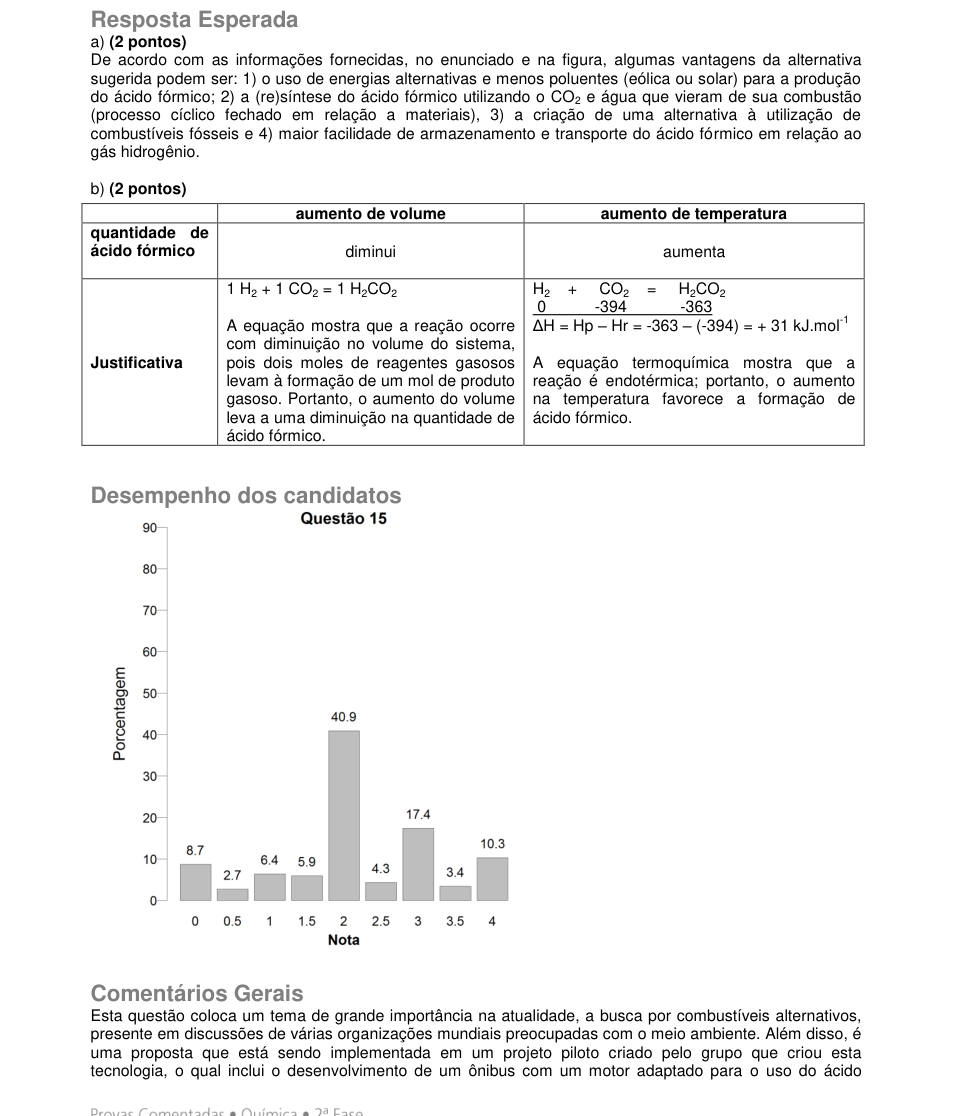 Resposta Esperada
a) (2 pontos)
De acordo com as informações fornecidas, no enunciado e na figura, algumas vantagens da alternativa
sugerida podem ser: 1) o uso de energias alternativas e menos poluentes (eólica ou solar) para a produção
do ácido fórmico; 2) a (re)síntese do ácido fórmico utilizando o CO₂ e água que vieram de sua combustão
(processo cíclico fechado em relação a materiais), 3) a criação de uma alternativa à utilização de
combustíveis fósseis e 4) maior facilidade de armazenamento e transporte do ácido fórmico em relação ao
gás hidrogênio.
b) (2 pontos)
aumento de volume
aumento de temperatura
quantidade de
ácido fórmico
diminui
aumenta
Justificativa
1 H₂ + 1 CO₂ = 1 H₂CO₂
A equação mostra que a reação ocorre
com diminuição no volume do sistema,
pois dois moles de reagentes gasosos
levam à formação de um mol de produto
gasoso. Portanto, o aumento do volume
leva a uma diminuição na quantidade de
ácido fórmico.
H₂ + CO₂ = H₂CO₂
0 -394 -363
ΔH = Hp – Hr = -363 – (-394) = + 31 kJ.mol⁻¹
A equação termoquímica mostra que a
reação é endotérmica; portanto, o aumento
na temperatura favorece a formação de
ácido fórmico.
Desempenho dos candidatos
Questão 15
Porcentagem
90
80
70
60
50
40
30
20
10
0
8.7
2.7
6.4
5.9
40.9
4.3
17.4
3.4
10.3
0 0.5 1 1.5 2 2.5 3 3.5 4
Nota
Comentários Gerais
Esta questão coloca um tema de grande importância na atualidade, a busca por combustíveis alternativos,
presente em discussões de várias organizações mundiais preocupadas com o meio ambiente. Além disso, é
uma proposta que está sendo implementada em um projeto piloto criado pelo grupo que criou esta
tecnologia, o qual inclui o desenvolvimento de um ônibus com um motor adaptado para o uso do ácido
Provas Comentadas • Química • 2ª Fase